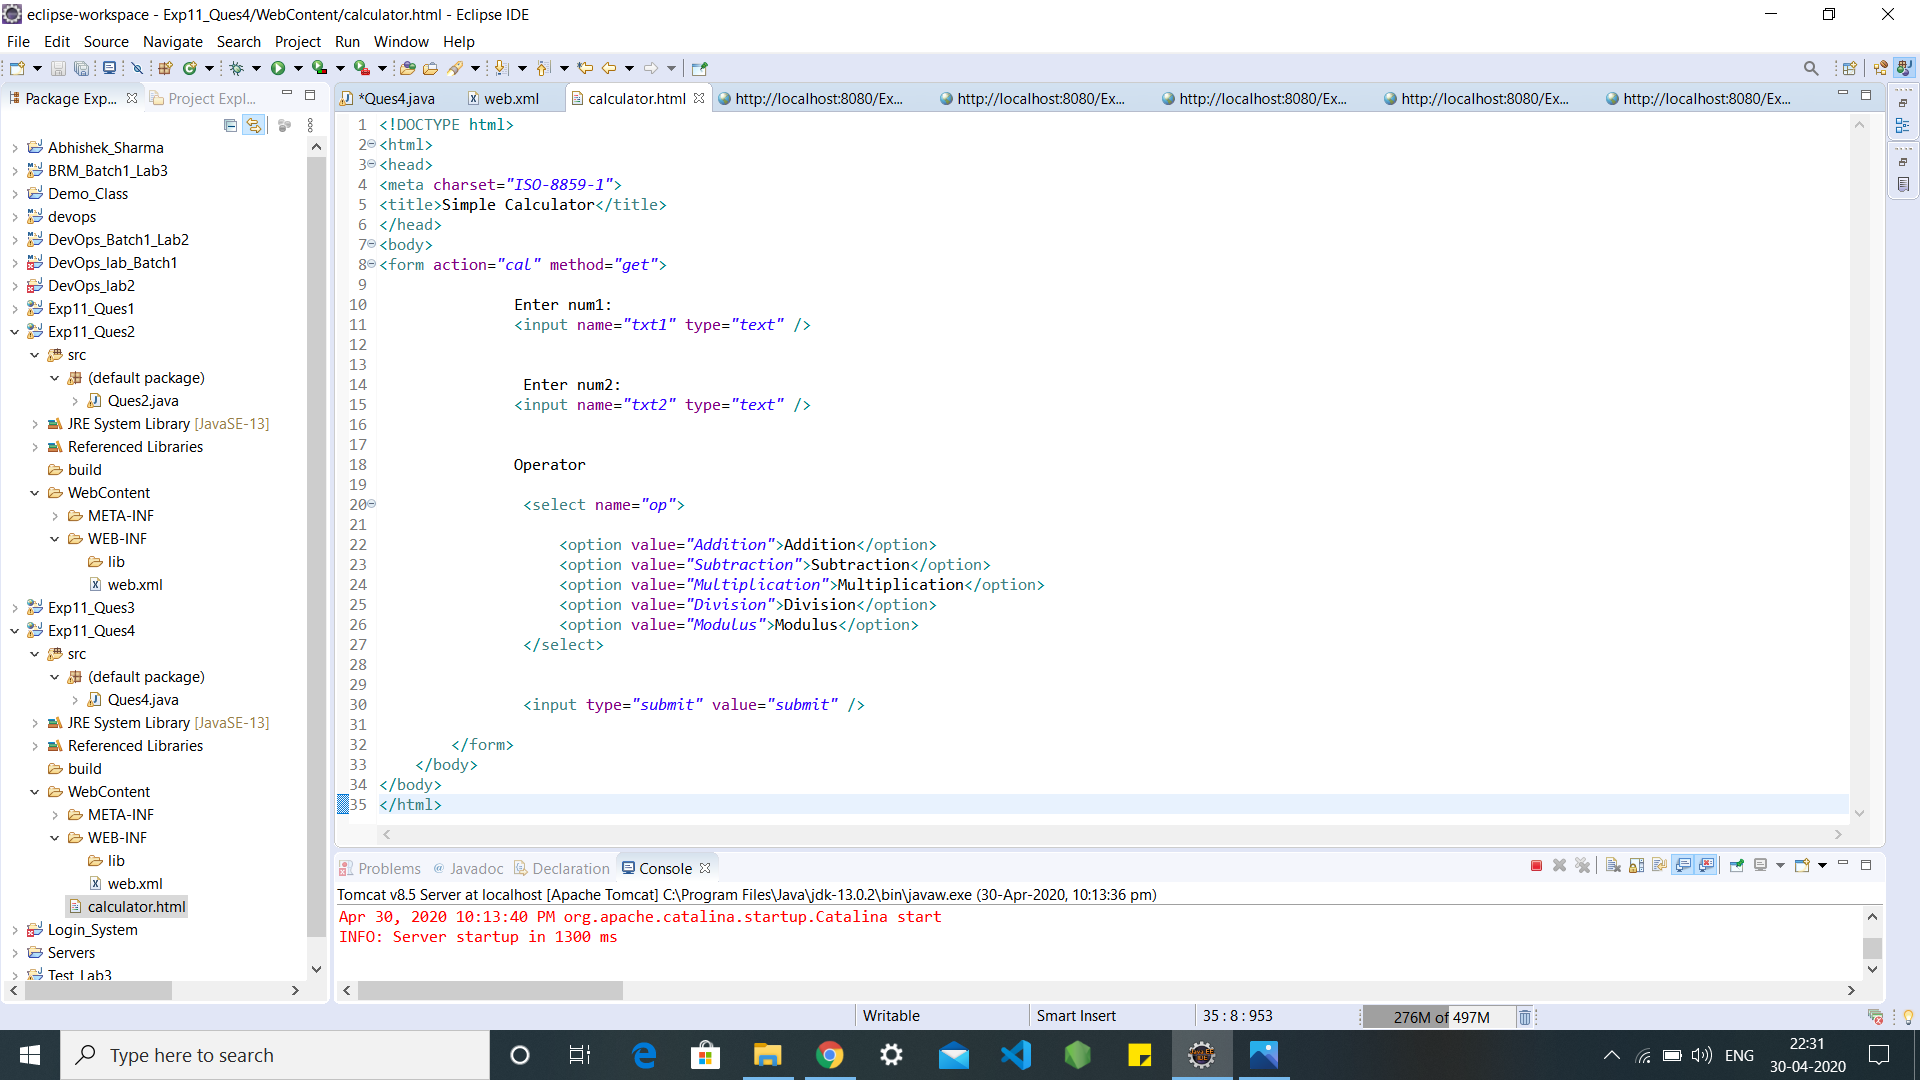 eclipse-workspace - Exp11_Ques4/WebContent/calculator.html - Eclipse IDE
File Edit Source Navigate Search Project Run Window Help
Package Exp... Project Expl...
*Ques4.java web.xml calculator.html http://localhost:8080/Ex... http://localhost:8080/Ex... http://localhost:8080/Ex... http://localhost:8080/Ex... http://localhost:8080/Ex...
Abhishek_Sharma
BRM_Batch1_Lab3
Demo_Class
devops
DevOps_Batch1_Lab2
DevOps_lab_Batch1
DevOps_lab2
Exp11_Ques1
Exp11_Ques2
src
(default package)
Ques2.java
JRE System Library [JavaSE-13]
Referenced Libraries
build
WebContent
META-INF
WEB-INF
lib
web.xml
Exp11_Ques3
Exp11_Ques4
src
(default package)
Ques4.java
JRE System Library [JavaSE-13]
Referenced Libraries
build
WebContent
META-INF
WEB-INF
lib
web.xml
calculator.html
Login_System
Servers
Test_Lab3
1 <!DOCTYPE html>
2 <html>
3 <head>
4 <meta charset="ISO-8859-1">
5 <title>Simple Calculator</title>
6 </head>
7 <body>
8 <form action="cal" method="get">
9
10 Enter num1:
11 <input name="txt1" type="text" />
12
13
14 Enter num2:
15 <input name="txt2" type="text" />
16
17
18 Operator
19
20 <select name="op">
21
22 <option value="Addition">Addition</option>
23 <option value="Subtraction">Subtraction</option>
24 <option value="Multiplication">Multiplication</option>
25 <option value="Division">Division</option>
26 <option value="Modulus">Modulus</option>
27 </select>
28
29
30 <input type="submit" value="submit" />
31
32 </form>
33 </body>
34 </body>
35 </html>
Problems Javadoc Declaration Console
Tomcat v8.5 Server at localhost [Apache Tomcat] C:\Program Files\Java\jdk-13.0.2\bin\javaw.exe (30-Apr-2020, 10:13:36 pm)
Apr 30, 2020 10:13:40 PM org.apache.catalina.startup.Catalina start
INFO: Server startup in 1300 ms
Writable Smart Insert 35 : 8 : 953 276M of 497M
Type here to search
ENG
22:31
30-04-2020